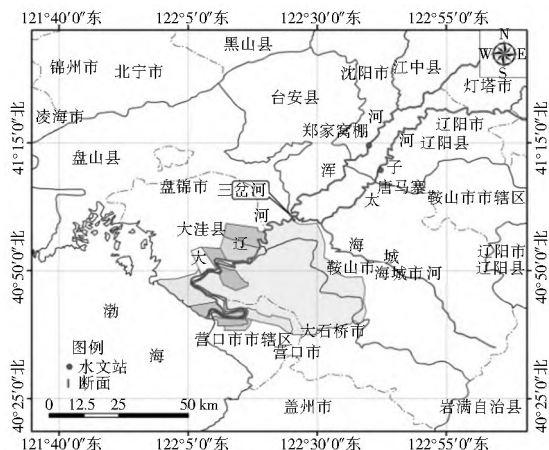 121°40′0″东 122°5′0″东 122°30′0″东 122°55′0″东
N
W E
S
黑山县
锦州市
北宁市
沈阳市
江中县
灯塔市
台安县
凌海市
郑家窝棚
河
辽阳市
辽阳县
41°15′0″北
41°15′0″北
盘山县
浑
河
子
太
唐马寨
鞍山市市辖区
盘锦市
三岔河
大洼县
河
辽
大
海
城
河
鞍山市
海城市
辽阳市
辽阳县
40°50′0″北
40°50′0″北
渤
海
大石桥市
营口市市辖区
营口市
图例
水文站
断面
0 12.5 25 50 km
盖州市
岩满自治县
40°25′0″北
40°25′0″北
121°40′0″东 122°5′0″东 122°30′0″东 122°55′0″东